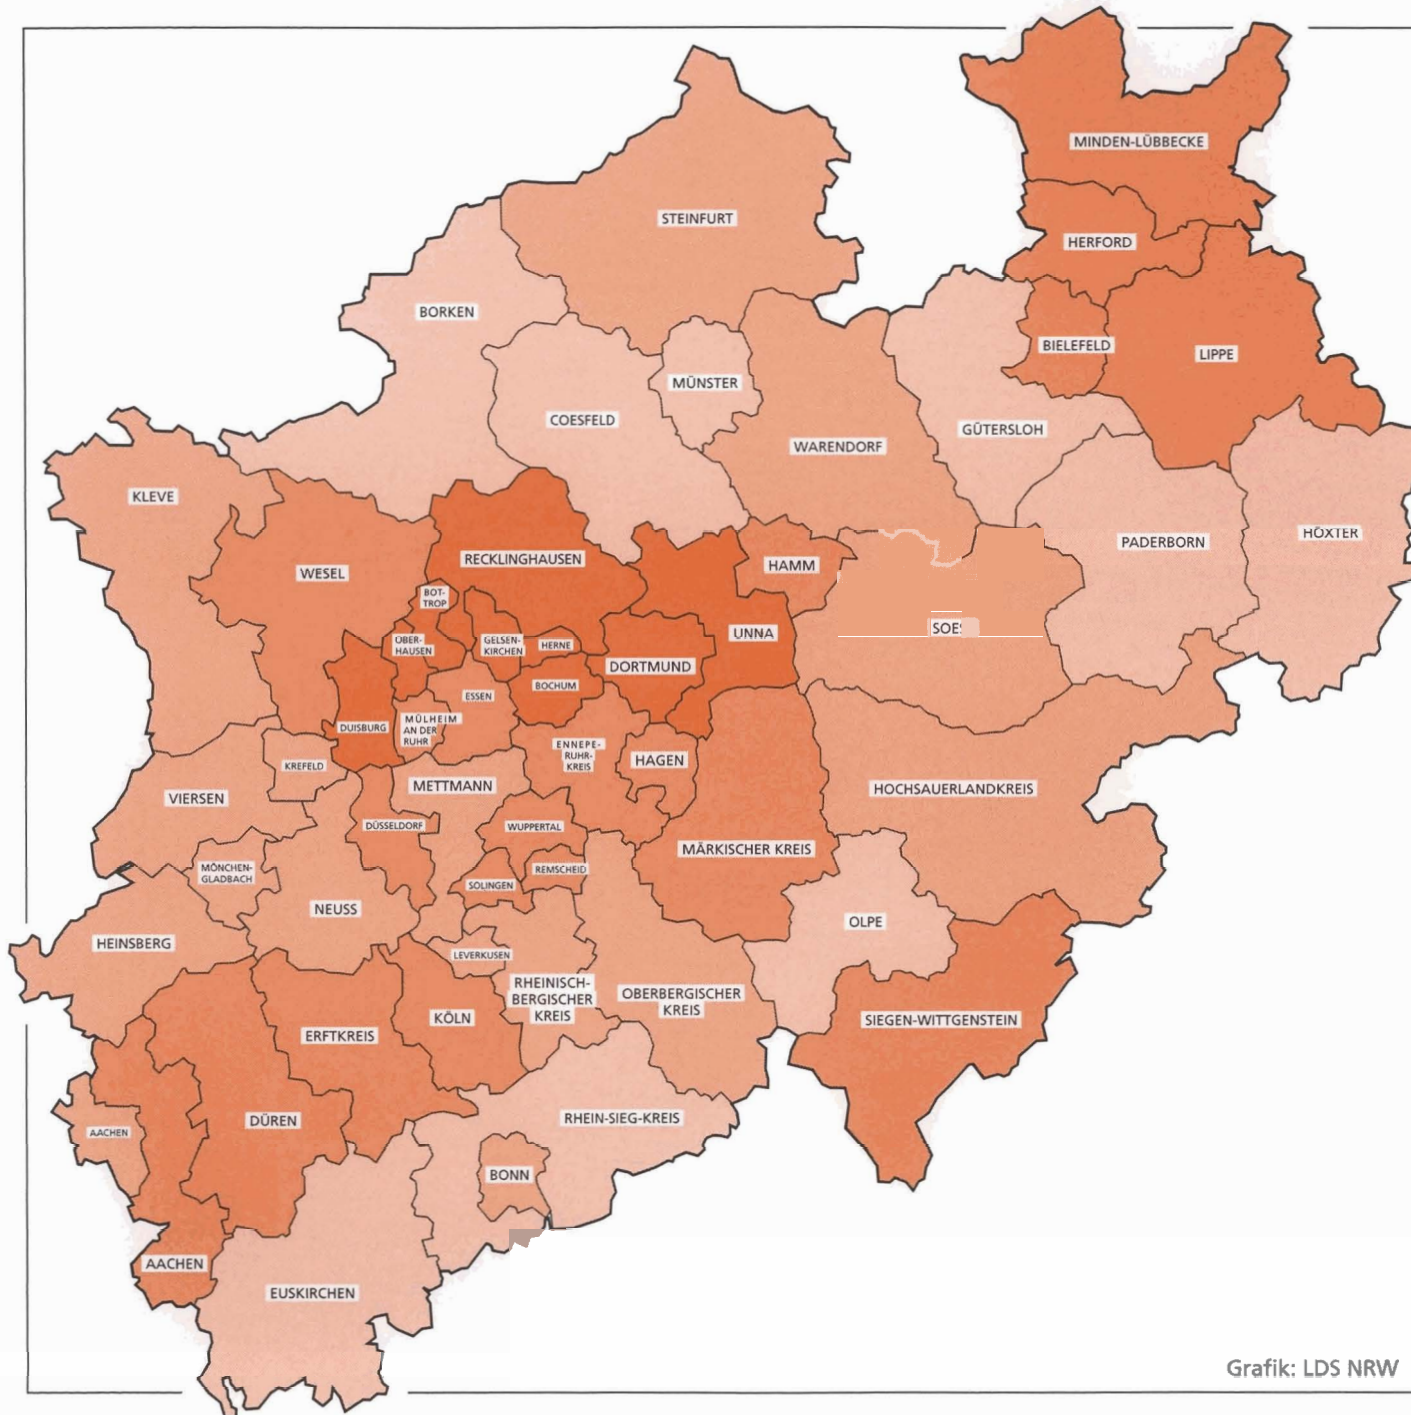 MINDEN-LÜBBECKE
STEINFURT
HERFORD
BORKEN
BIELEFELD
LIPPE
MÜNSTER
COESFELD
GÜTERSLOH
WARENDORF
KLEVE
HÖXTER
PADERBORN
RECKLINGHAUSEN
HAMM
WESEL
BOT-
TROP
SOES
UNNA
OBER-
HAUSEN
GELSEN-
KIRCHEN
HERNE
DORTMUND
BOCHUM
ESSEN
DUISBURG
MÜLHEIM
AN DER
RUHR
ENNEPE-
RUHR-
KREIS
HAGEN
KREFELD
METTMANN
HOCHSAUERLANDKREIS
VIERSEN
DÜSSELDORF
WUPPERTAL
MÄRKISCHER KREIS
MÖNCHEN-
GLADBACH
REMSCHEID
SOLINGEN
NEUSS
OLPE
HEINSBERG
LEVERKUSEN
RHEINISCH-
BERGISCHER
KREIS
OBERBERGISCHER
KREIS
KÖLN
SIEGEN-WITTGENSTEIN
ERFTKREIS
DÜREN
RHEIN-SIEG-KREIS
AACHEN
BONN
AACHEN
EUSKIRCHEN
Grafik: LDS NRW